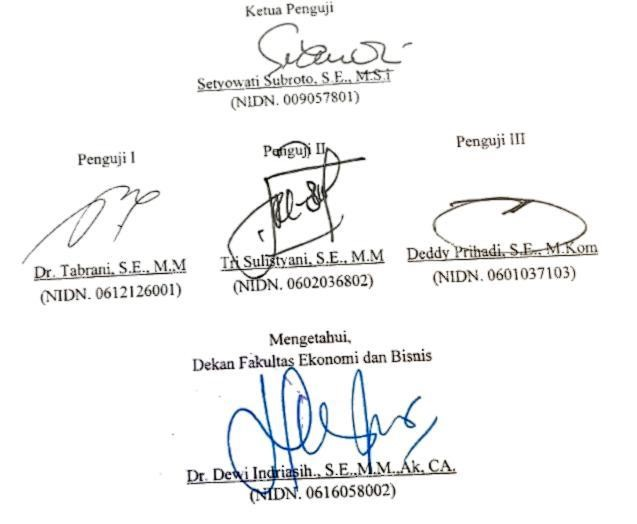 Ketua Penguji
Setyowati Subroto, S.E., M.S.i
(NIDN. 009057801)
Penguji I
Penguji II
Penguji III
Dr. Tabrani, S.E., M.M
Tri Sulistyani, S.E., M.M
Deddy Prihadi, S.E., M.Kom
(NIDN. 0612126001)
(NIDN. 0602036802)
(NIDN. 0601037103)
Mengetahui,
Dekan Fakultas Ekonomi dan Bisnis
Dr. Dewi Indriasih., S.E.,M.M.,Ak, CA.
(NIDN. 0616058002)